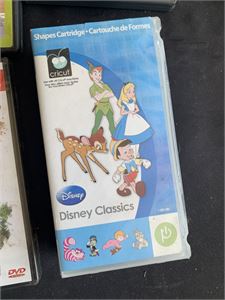 Shapes Cartridge • Cartouche de Formes
cricut
Disney
Disney Classics
DVD